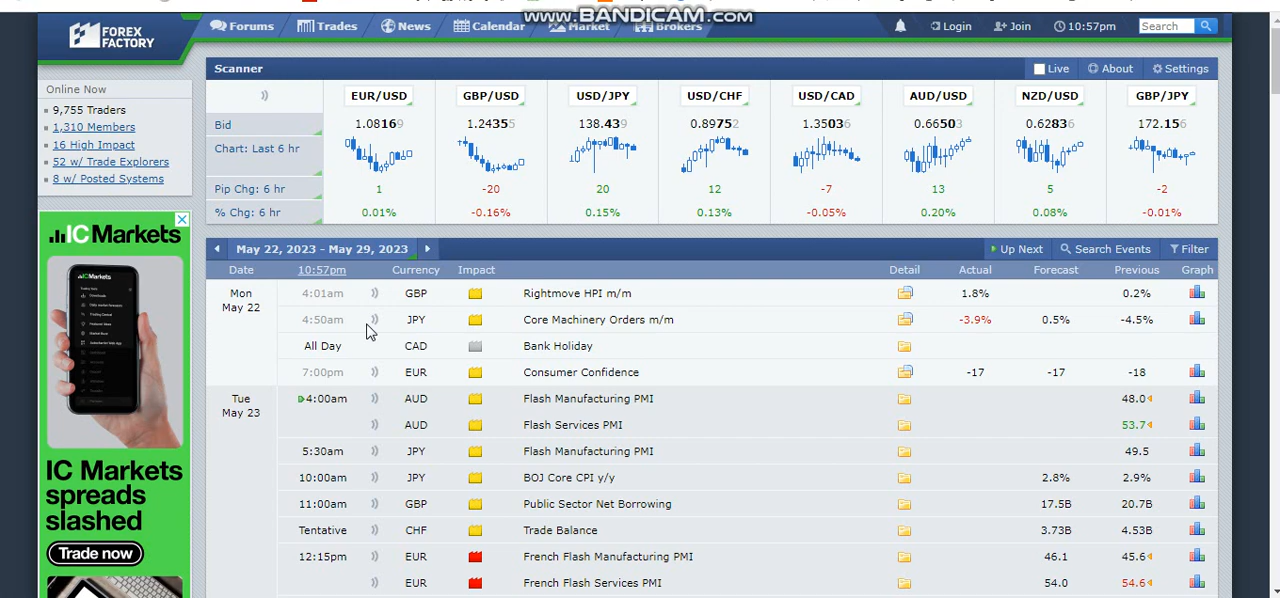 WWW.BANDICAM.COM
FOREX FACTORY
Forums Trades News Calendar Market Brokers Login Join 10:57pm Search
Online Now
9,755 Traders
1,310 Members
16 High Impact
52 w/ Trade Explorers
8 w/ Posted Systems
Scanner Live About Settings
EUR/USD GBP/USD USD/JPY USD/CHF USD/CAD AUD/USD NZD/USD GBP/JPY
Bid 1.08169 1.24355 138.439 0.89752 1.35036 0.66503 0.62836 172.156
Chart: Last 6 hr
Pip Chg: 6 hr 1 -20 20 12 -7 13 5 -2
% Chg: 6 hr 0.01% -0.16% 0.15% 0.13% -0.05% 0.20% 0.08% -0.01%
IC Markets
IC Markets
spreads
slashed
Trade now
May 22, 2023 - May 29, 2023 Up Next Search Events Filter
Date 10:57pm Currency Impact Detail Actual Forecast Previous Graph
Mon May 22 4:01am GBP Rightmove HPI m/m 1.8% 0.2%
4:50am JPY Core Machinery Orders m/m -3.9% 0.5% -4.5%
All Day CAD Bank Holiday
7:00pm EUR Consumer Confidence -17 -17 -18
Tue May 23 4:00am AUD Flash Manufacturing PMI 48.0
AUD Flash Services PMI 53.7
5:30am JPY Flash Manufacturing PMI 49.5
10:00am JPY BOJ Core CPI y/y 2.8% 2.9%
11:00am GBP Public Sector Net Borrowing 17.5B 20.7B
Tentative CHF Trade Balance 3.73B 4.53B
12:15pm EUR French Flash Manufacturing PMI 46.1 45.6
EUR French Flash Services PMI 54.0 54.6